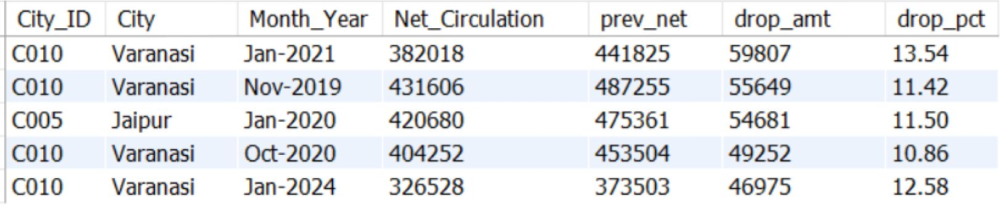 City_ID City Month_Year Net_Circulation prev_net drop_amt drop_pct
C010 Varanasi Jan-2021 382018 441825 59807 13.54
C010 Varanasi Nov-2019 431606 487255 55649 11.42
C005 Jaipur Jan-2020 420680 475361 54681 11.50
C010 Varanasi Oct-2020 404252 453504 49252 10.86
C010 Varanasi Jan-2024 326528 373503 46975 12.58